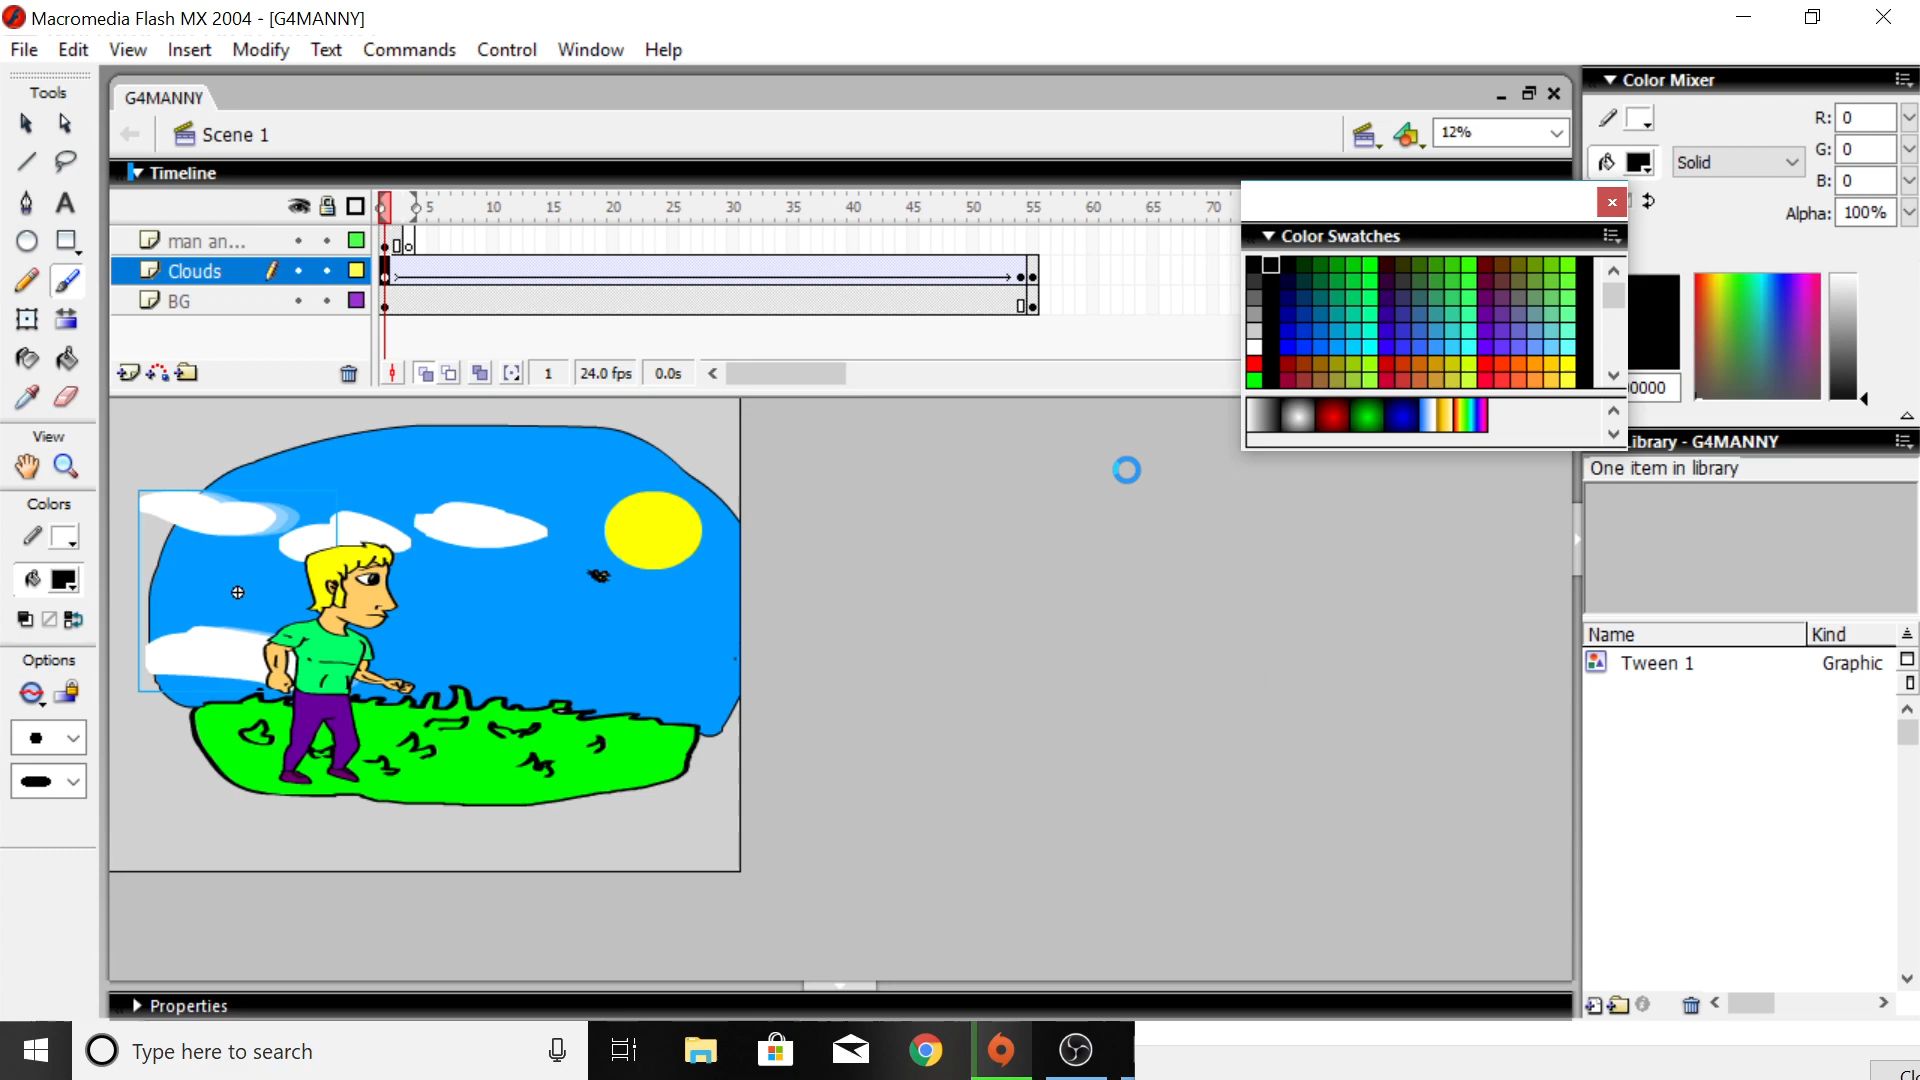 Macromedia Flash MX 2004 - [G4MANNY]
File Edit View Insert Modify Text Commands Control Window Help
Tools
G4MANNY
Color Mixer
Scene 1
12%
R: 0
G: 0
B: 0
Solid
Alpha: 100%
Timeline
5 10 15 20 25 30 35 40 45 50 55 60 65 70
man an...
Clouds
BG
Color Swatches
1 24.0 fps 0.0s
0000
View
Library - G4MANNY
One item in library
Colors
Name Kind
Tween 1 Graphic
Options
Properties
Type here to search